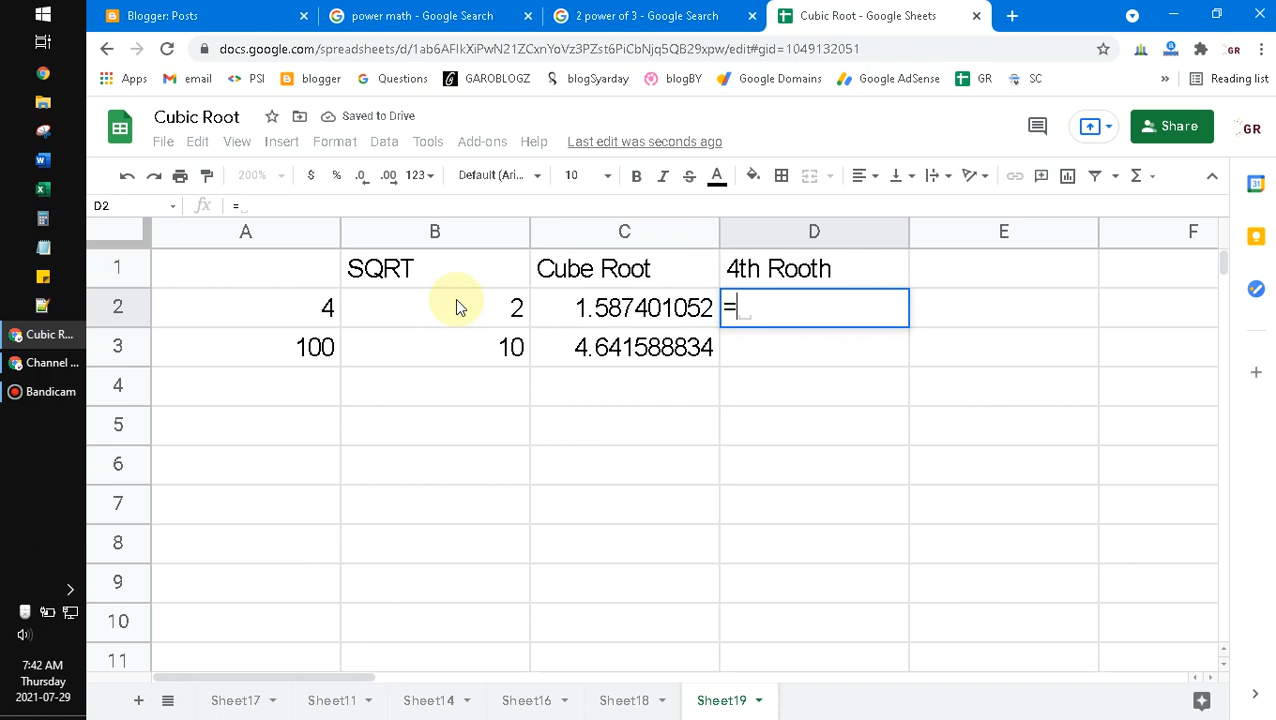 Blogger: Posts
power math - Google Search
2 power of 3 - Google Search
Cubic Root - Google Sheets
docs.google.com/spreadsheets/d/1ab6AFlkXiPwN21ZCxnYoVz3PZst6PiCbNjq5QB29xpw/edit#gid=1049132051
GR
Apps
email
PSI
blogger
Questions
GAROBLOGZ
blogSyarday
blogBY
Google Domains
Google AdSense
GR
SC
»
Reading list
Cubic Root
Saved to Drive
File Edit View Insert Format Data Tools Add-ons Help Last edit was seconds ago
Share
GR
200% $ % .0 .00 123 Default (Ari... 10 B I S A
D2 fx =
A B C D E F
1 SQRT Cube Root 4th Rooth
2 4 2 1.587401052 =
3 100 10 4.641588834
4
5
6
7
8
9
10
11
Cubic R...
Channel ...
Bandicam
7:42 AM
Thursday
2021-07-29
Sheet17 Sheet11 Sheet14 Sheet16 Sheet18 Sheet19